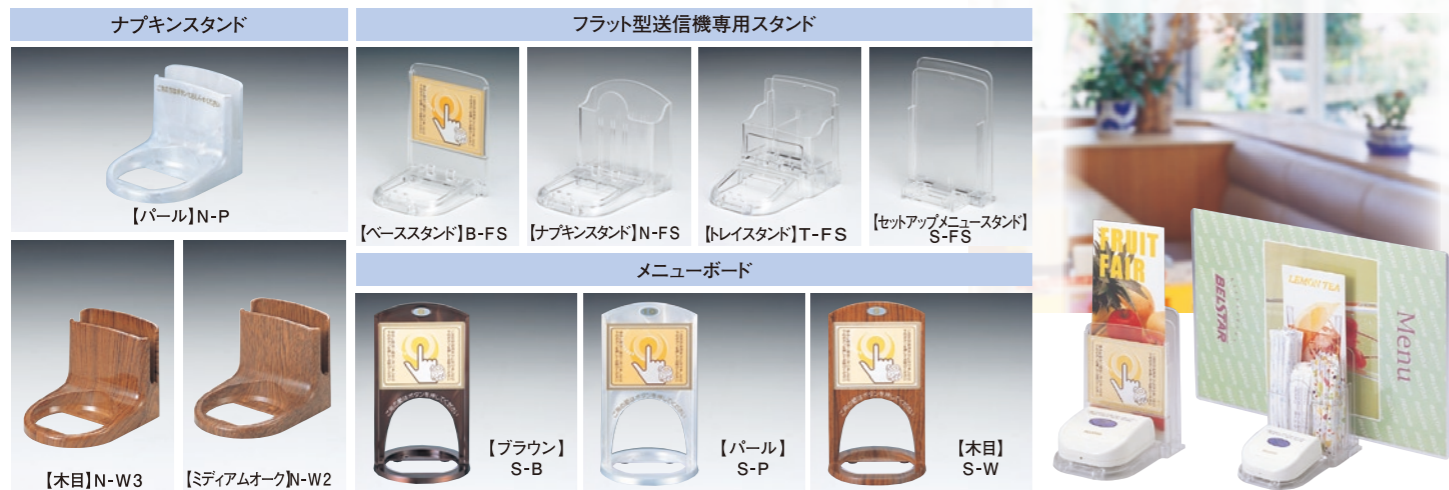 ナプキンスタンド
【パール】N-P
【木目】N-W3
【ミディアムオーク】N-W2
フラット型送信機専用スタンド
【ベーススタンド】B-FS
【ナプキンスタンド】N-FS
【トレイスタンド】T-FS
【セットアップメニュースタンド】
S-FS
メニューボード
【ブラウン】
S-B
【パール】
S-P
【木目】
S-W
FRUIT
FAIR
LEMON TEA
BELSTAR
Menu